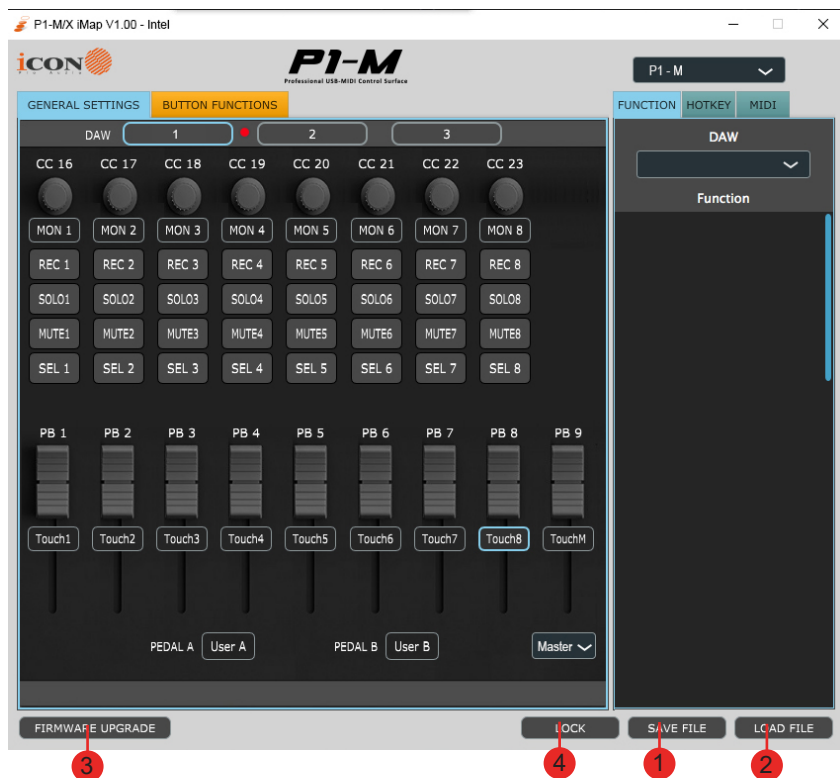 P1-M/X iMap V1.00 - Intel
icon
Pro Audio
P1-M
Professional USB-MIDI Control Surface
P1 - M
GENERAL SETTINGS BUTTON FUNCTIONS
FUNCTION HOTKEY MIDI
DAW 1 2 3
DAW
Function
CC 16 CC 17 CC 18 CC 19 CC 20 CC 21 CC 22 CC 23
MON 1 MON 2 MON 3 MON 4 MON 5 MON 6 MON 7 MON 8
REC 1 REC 2 REC 3 REC 4 REC 5 REC 6 REC 7 REC 8
SOLO1 SOLO2 SOLO3 SOLO4 SOLO5 SOLO6 SOLO7 SOLO8
MUTE1 MUTE2 MUTE3 MUTE4 MUTE5 MUTE6 MUTE7 MUTE8
SEL 1 SEL 2 SEL 3 SEL 4 SEL 5 SEL 6 SEL 7 SEL 8
PB 1 PB 2 PB 3 PB 4 PB 5 PB 6 PB 7 PB 8 PB 9
Touch1 Touch2 Touch3 Touch4 Touch5 Touch6 Touch7 Touch8 TouchM
PEDAL A User A PEDAL B User B Master
FIRMWARE UPGRADE LOCK SAVE FILE LOAD FILE
3 4 1 2